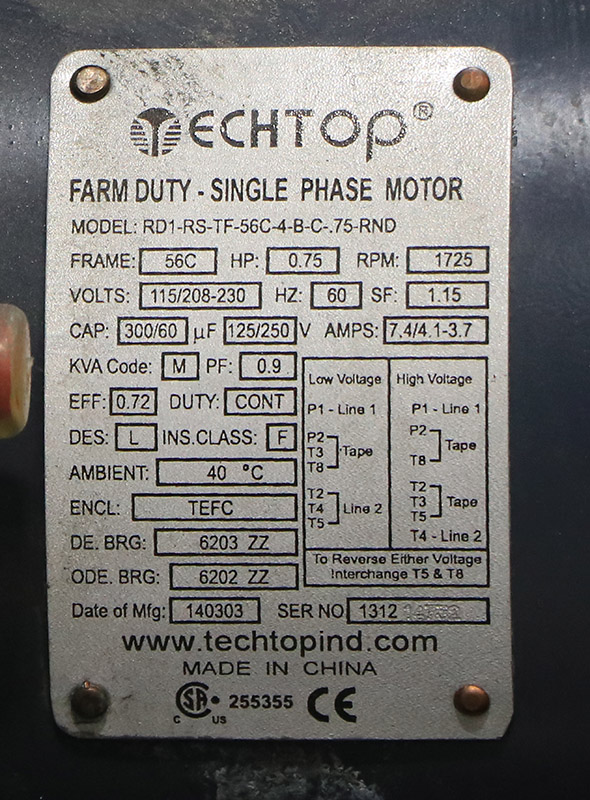 TECHTOP®
FARM DUTY - SINGLE PHASE MOTOR
MODEL: RD1-RS-TF-56C-4-B-C-.75-RND
FRAME: 56C HP: 0.75 RPM: 1725
VOLTS: 115/208-230 HZ: 60 SF: 1.15
CAP: 300/60 µF 125/250 V AMPS: 7.4/4.1-3.7
KVA Code: M PF: 0.9
EFF: 0.72 DUTY: CONT
DES: L INS.CLASS: F
AMBIENT: 40 °C
ENCL: TEFC
DE. BRG: 6203 ZZ
ODE. BRG: 6202 ZZ
Low Voltage
P1 - Line 1
P2
T3 Tape
T8
T2
T4 Line 2
T5
High Voltage
P1 - Line 1
P2
Tape
T8
T2
T3 Tape
T5
T4 - Line 2
To Reverse Either Voltage
Interchange T5 & T8
Date of Mfg: 140303 SER NO 1312
www.techtopind.com
MADE IN CHINA
C SA US 255355 CE